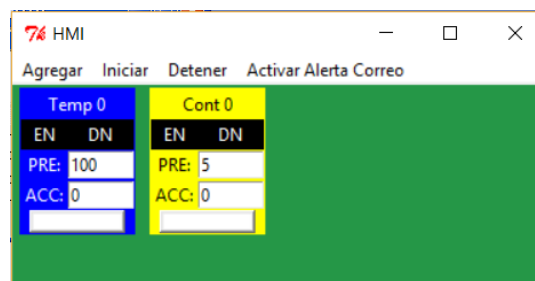 HMI
Agregar Iniciar Detener Activar Alerta Correo
Temp 0 Cont 0
EN DN EN DN
PRE: 100 PRE: 5
ACC: 0 ACC: 0